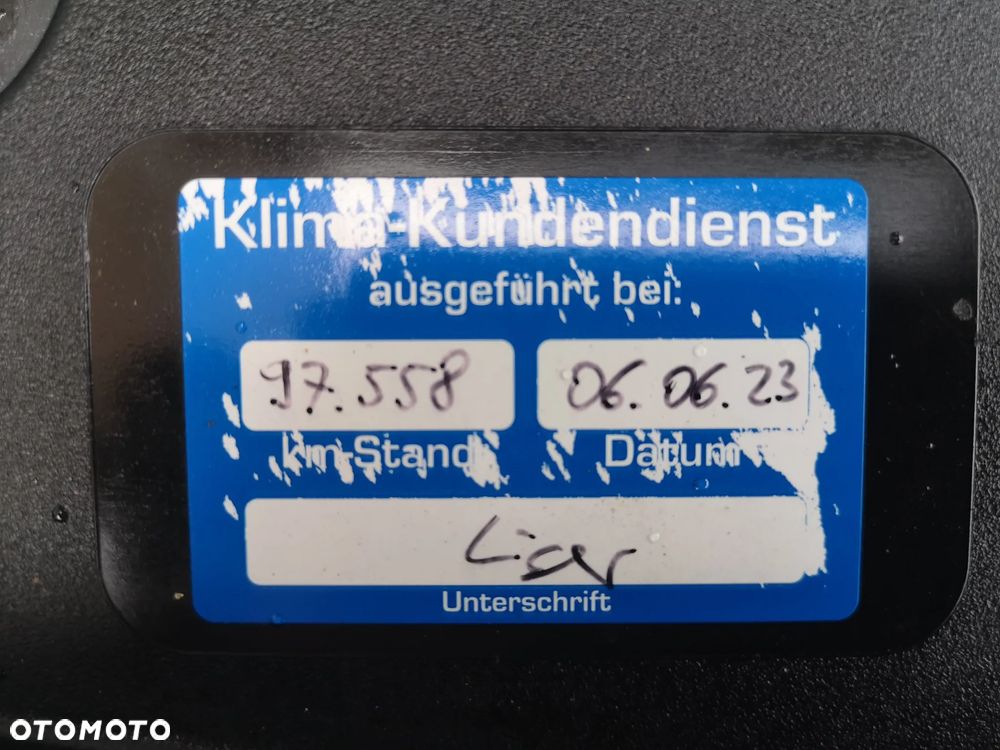 Klima-Kundendienst
ausgeführt bei:
97.558 06.06.23
km-Stand Datum
Unterschrift
OTOMOTO